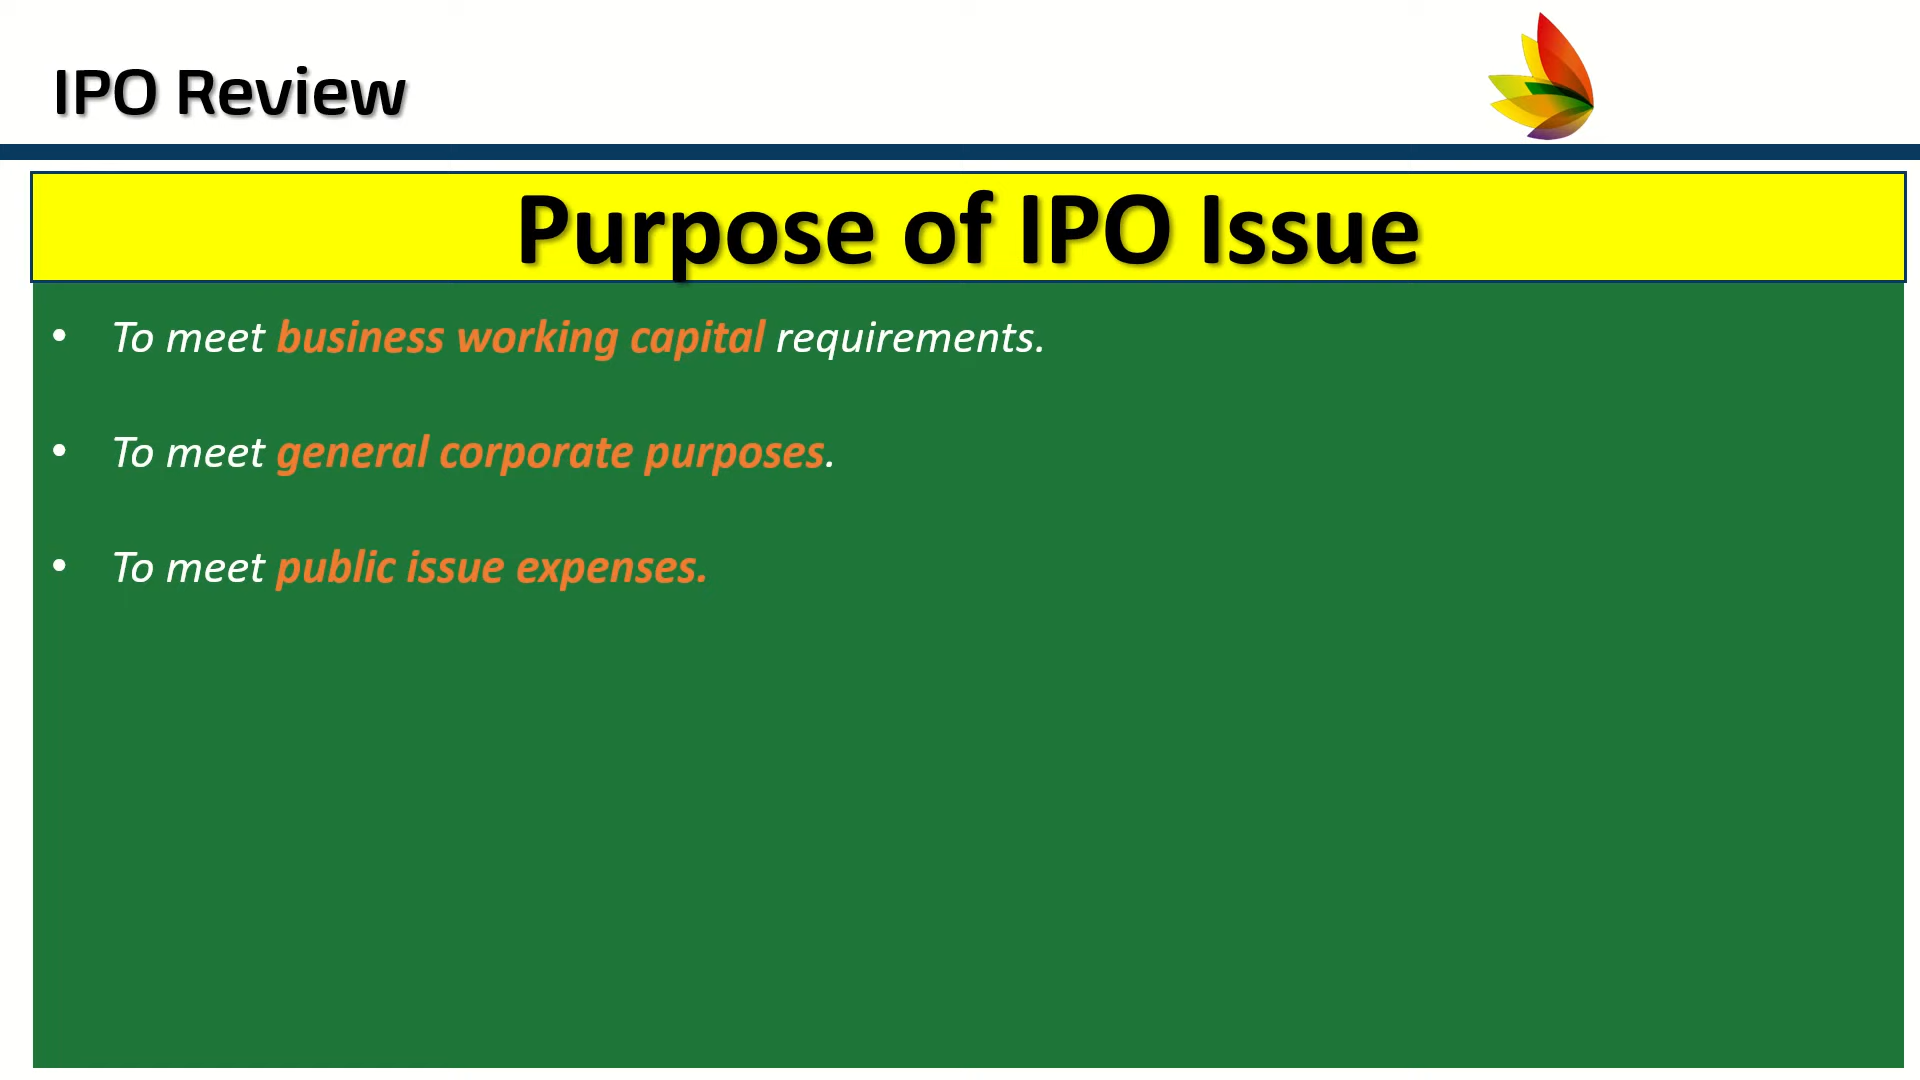 IPO Review
Purpose of IPO Issue
• To meet business working capital requirements.
• To meet general corporate purposes.
• To meet public issue expenses.